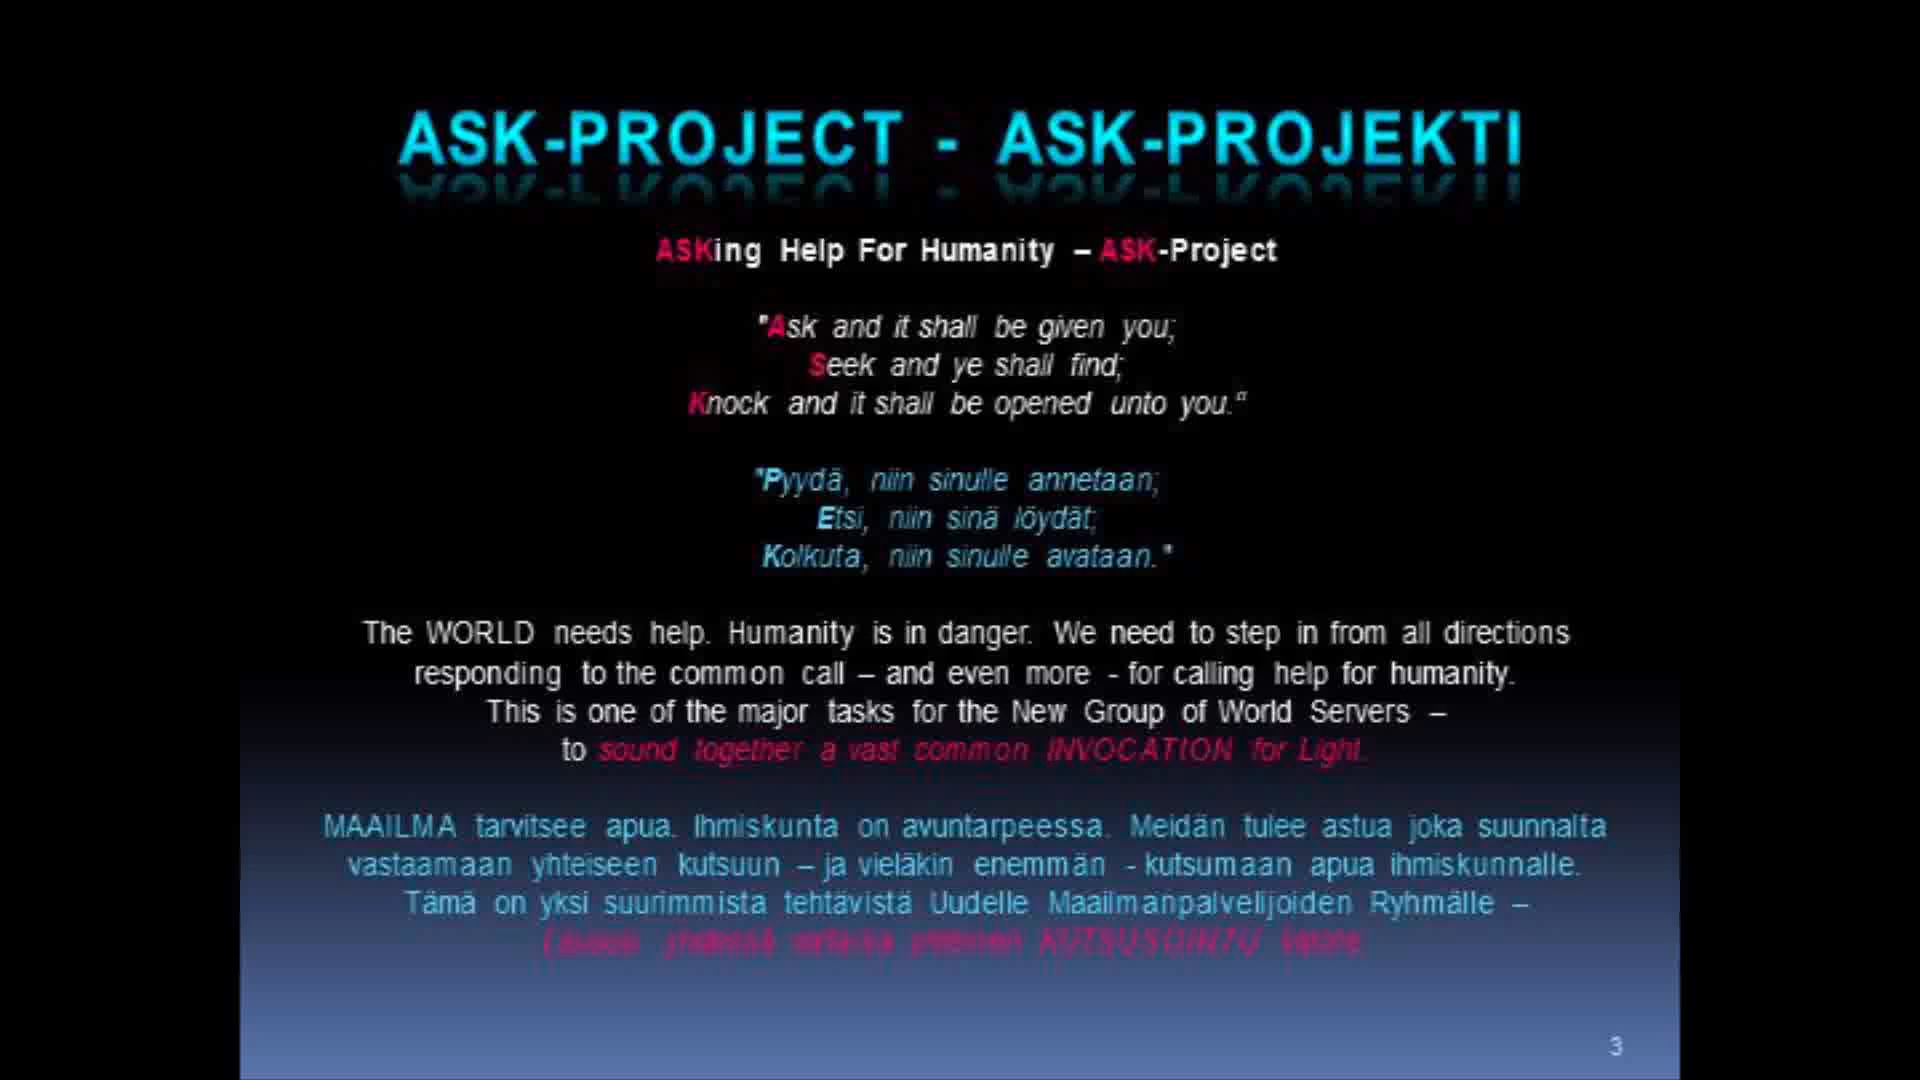 ASK-PROJECT - ASK-PROJEKTI
ASKing Help For Humanity – ASK-Project
"Ask and it shall be given you;
Seek and ye shall find;
Knock and it shall be opened unto you.“
"Pyydä, niin sinulle annetaan;
Etsi, niin sinä löydät;
Kolkuta, niin sinulle avataan."
The WORLD needs help. Humanity is in danger. We need to step in from all directions
responding to the common call – and even more - for calling help for humanity.
This is one of the major tasks for the New Group of World Servers –
to sound together a vast common INVOCATION for Light.
MAAILMA tarvitsee apua. Ihmiskunta on avuntarpeessa. Meidän tulee astua joka suunnalta
vastaamaan yhteiseen kutsuun – ja vieläkin enemmän - kutsumaan apua ihmiskunnalle.
Tämä on yksi suurimmista tehtävistä Uudelle Maailmanpalvelijoiden Ryhmälle –
KUTSUSOINTU
3